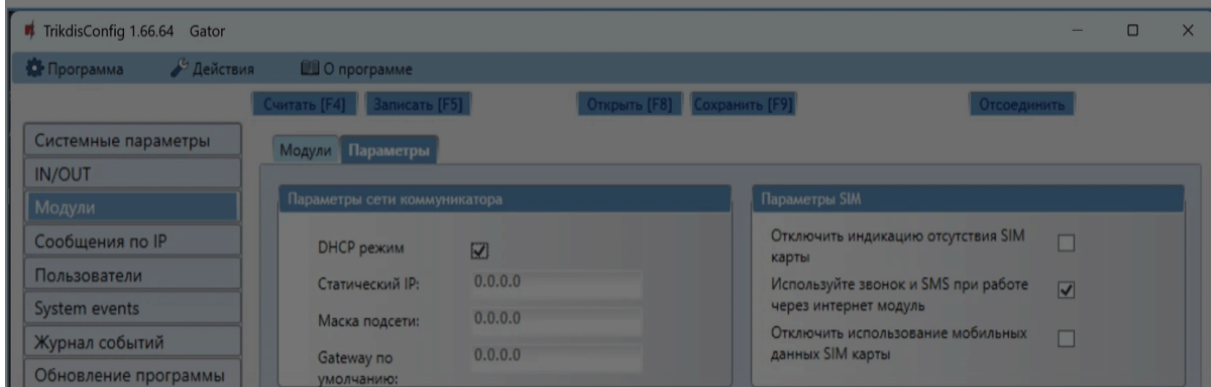 TrikdisConfig 1.66.64 Gator
Программа Действия О программе
Считать [F4] Записать [F5] Открыть [F8] Сохранить [F9] Отсоединить
Системные параметры
IN/OUT
Модули
Сообщения по IP
Пользователи
System events
Журнал событий
Обновление программы
Модули Параметры
Параметры сети коммуникатора
DHCP режим
Статический IP: 0.0.0.0
Маска подсети: 0.0.0.0
Gateway по
умолчанию: 0.0.0.0
Параметры SIM
Отключить индикацию отсутствия SIM
карты
Используйте звонок и SMS при работе
через интернет модуль
Отключить использование мобильных
данных SIM карты